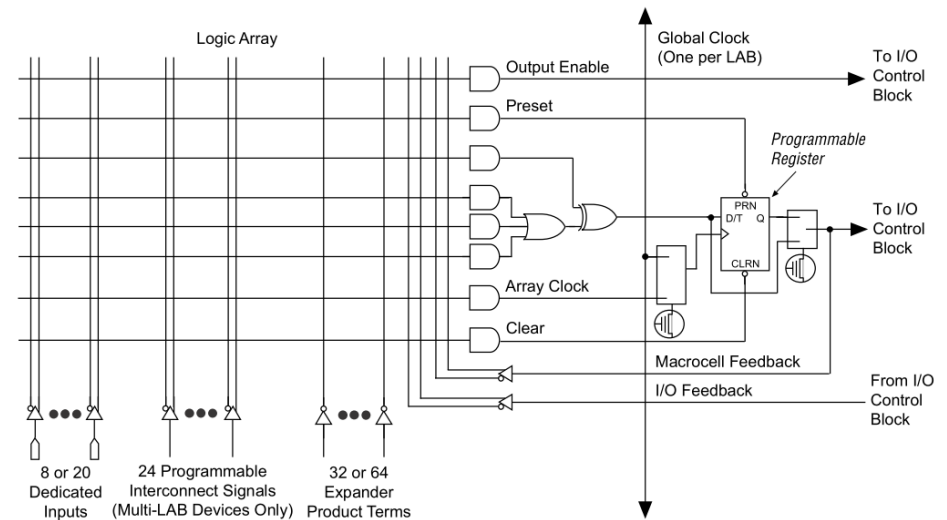 Logic Array
Global Clock
(One per LAB)
To I/O
Control
Block
Output Enable
Preset
Programmable
Register
PRN
D/T Q
CLRN
To I/O
Control
Block
Array Clock
Clear
Macrocell Feedback
I/O Feedback
From I/O
Control
Block
8 or 20
Dedicated
Inputs
24 Programmable
Interconnect Signals
(Multi-LAB Devices Only)
32 or 64
Expander
Product Terms